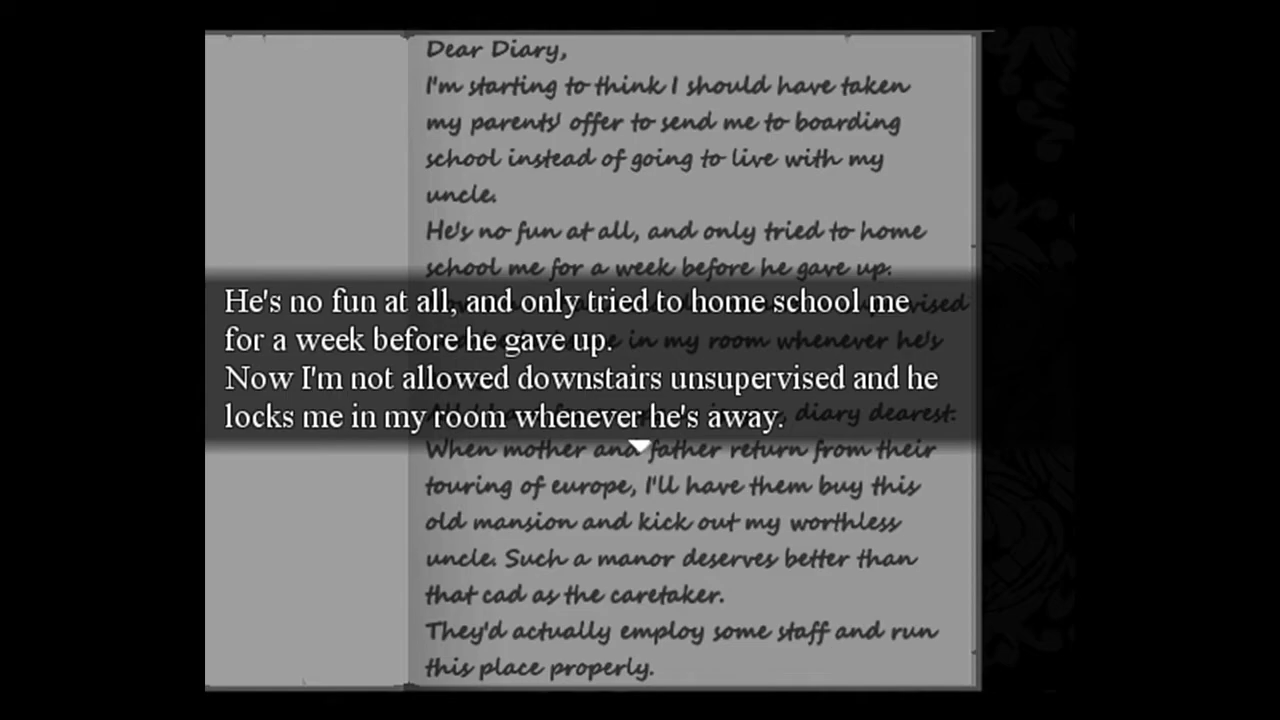 Dear Diary,
I'm starting to think I should have taken
my parents' offer to send me to boarding
school instead of going to live with my
uncle.
He's no fun at all, and only tried to home
school me for a week before he gave up.
He's no fun at all, and only tried to home school me
for a week before he gave up.
Now I'm not allowed downstairs unsupervised and he
locks me in my room whenever he's away.
supervised
in my room whenever he's
diary dearest.
When mother and father return from their
touring of europe, I'll have them buy this
old mansion and kick out my worthless
uncle. Such a manor deserves better than
that cad as the caretaker.
They'd actually employ some staff and run
this place properly.